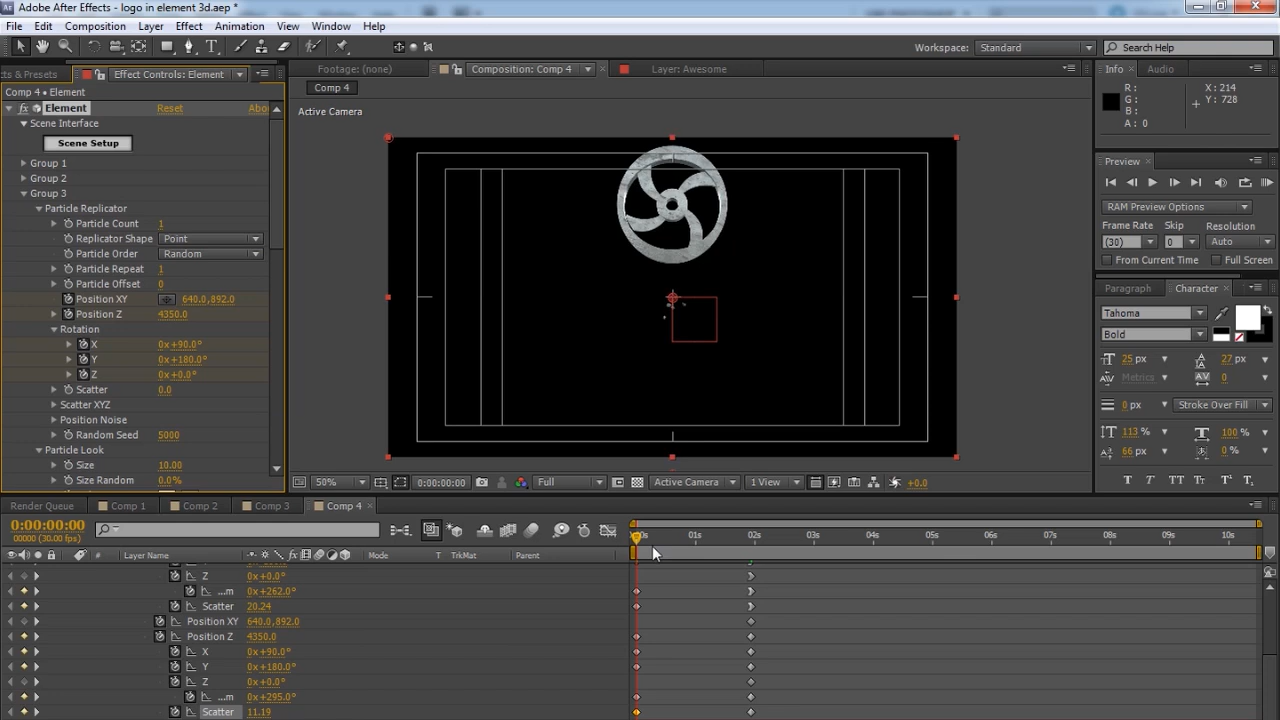 Adobe After Effects - logo in element 3d.aep *
File Edit Composition Layer Effect Animation View Window Help
Workspace: Standard Search Help
ts & Presets Effect Controls: Element Footage: (none) Composition: Comp 4 Layer: Awesome Info Audio
Comp 4 • Element
Comp 4
Active Camera
R: G: B: A: 0
X: 214
Y: 728
Element Reset Abo
Scene Interface
Scene Setup
Group 1
Group 2
Group 3
Particle Replicator
Particle Count 1
Replicator Shape Point
Particle Order Random
Particle Repeat 1
Particle Offset 0
Position XY 640.0,892.0
Position Z 4350.0
Rotation
X 0x+90.0°
Y 0x+180.0°
Z 0x+0.0°
Scatter 0.0
Scatter XYZ
Position Noise
Random Seed 5000
Particle Look
Size 10.00
Size Random 0.0%
Preview
RAM Preview Options
Frame Rate Skip Resolution
(30) 0 Auto
From Current Time Full Screen
Paragraph Character
Tahoma
Bold
25 px 27 px
Metrics 0
0 px Stroke Over Fill
113 % 100 %
66 px 0 %
T T TT Tt T' T,
50% 0:00:00:00 Full Active Camera 1 View +0.0
Render Queue Comp 1 Comp 2 Comp 3 Comp 4
0:00:00:00
00000 (30.00 fps)
0s 01s 02s 03s 04s 05s 06s 07s 08s 09s 10s
# Layer Name Mode T TrkMat Parent
Z 0x+0.0°
...m 0x+262.0°
Scatter 20.24
Position XY 640.0,892.0
Position Z 4350.0
X 0x+90.0°
Y 0x+180.0°
Z 0x+0.0°
...m 0x+295.0°
Scatter 11.19